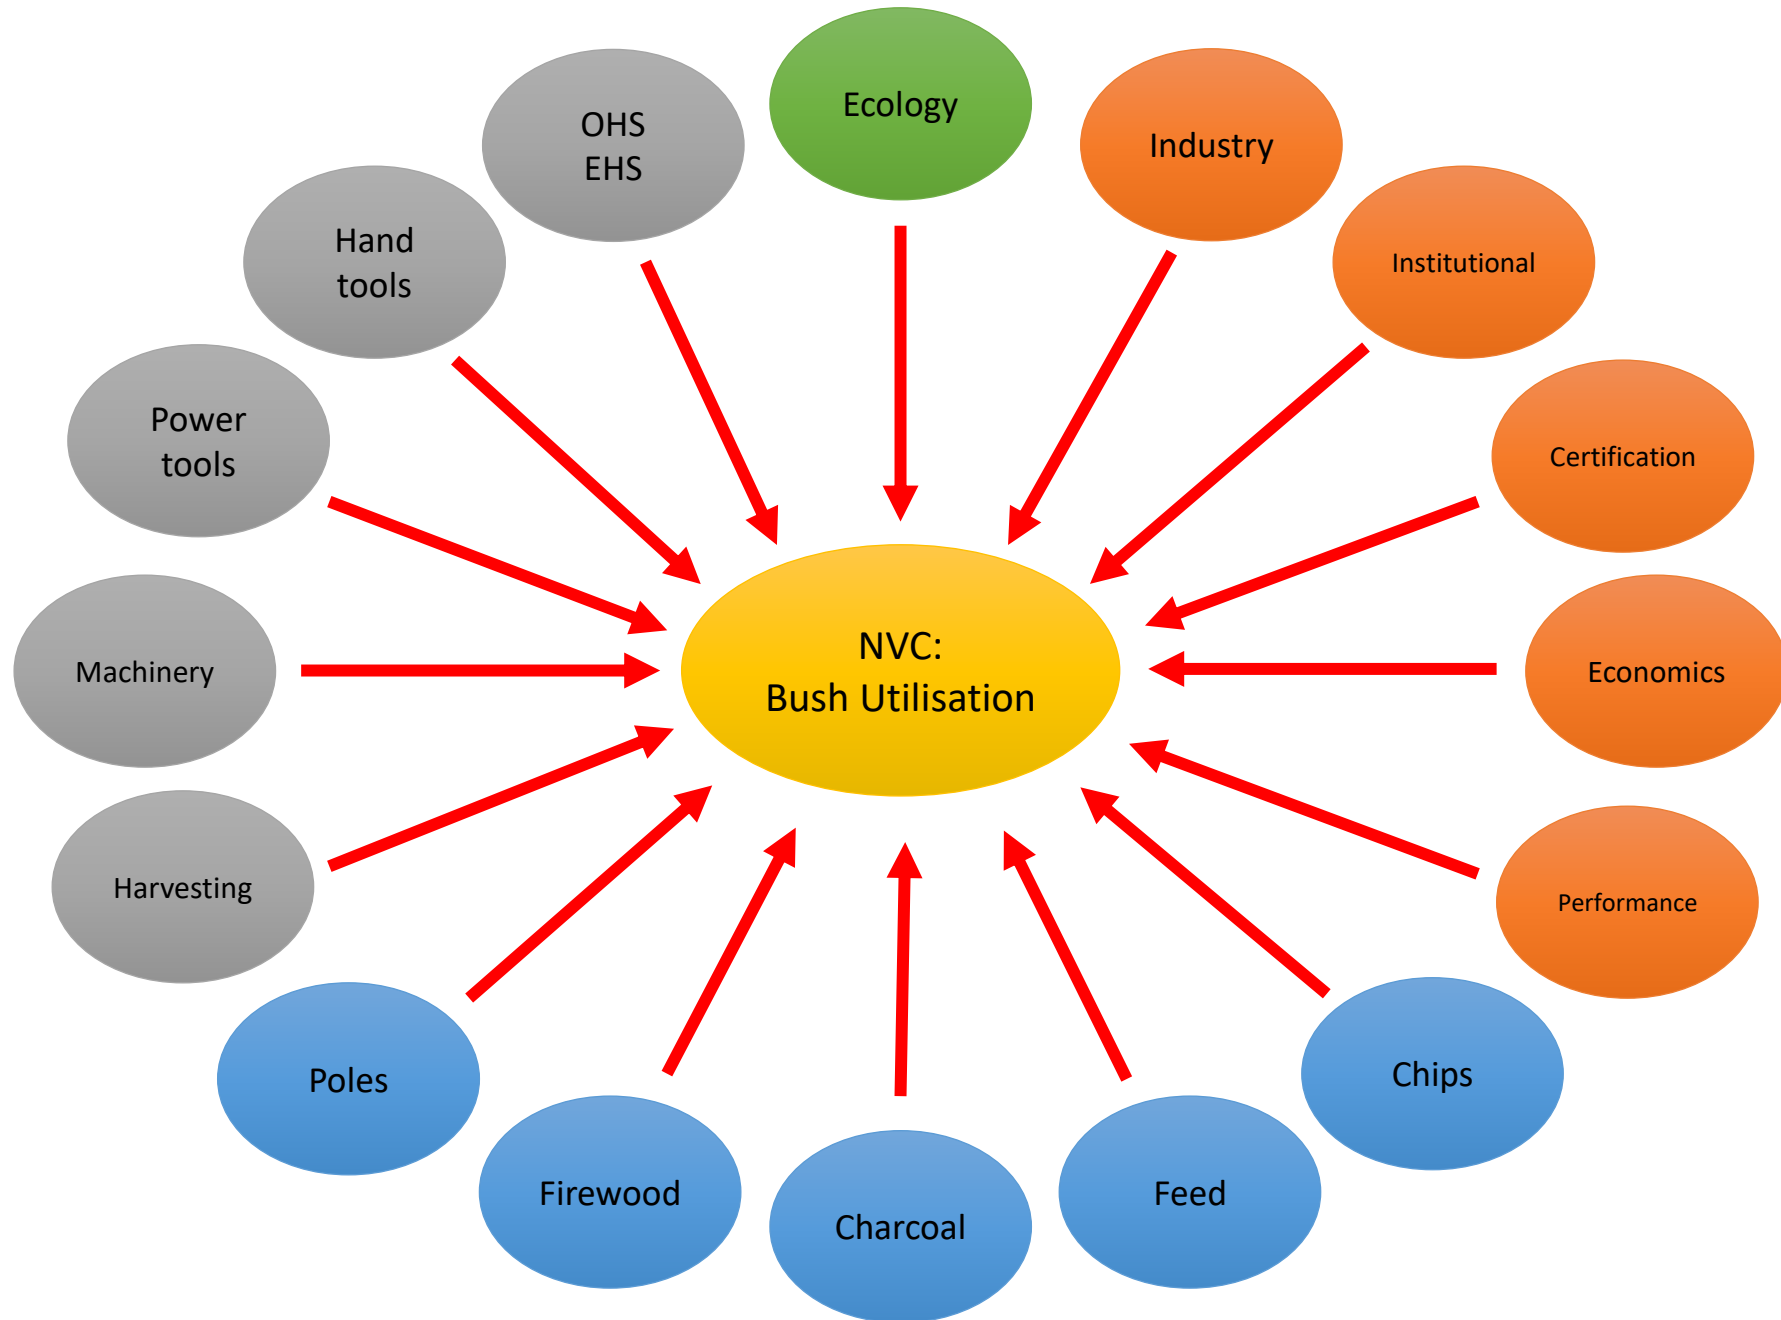 Ecology
OHS
EHS
Industry
Hand
tools
Institutional
Power
tools
Certification
NVC:
Bush Utilisation
Machinery
Economics
Harvesting
Performance
Poles
Chips
Firewood
Feed
Charcoal